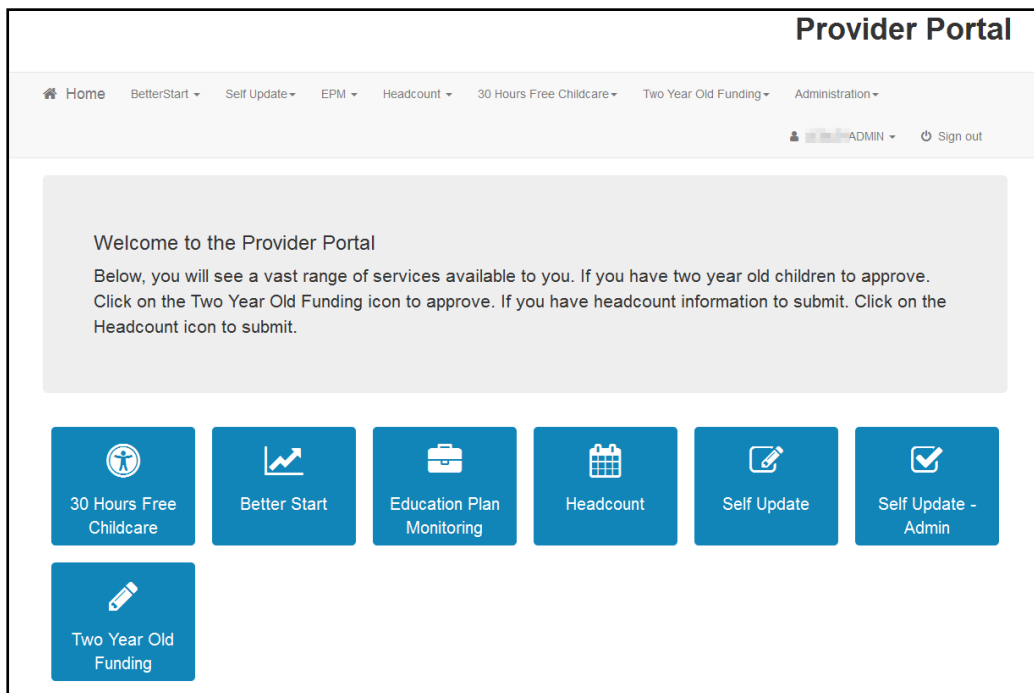 Provider Portal
Home BetterStart Self Update EPM Headcount 30 Hours Free Childcare Two Year Old Funding Administration
ADMIN Sign out
Welcome to the Provider Portal
Below, you will see a vast range of services available to you. If you have two year old children to approve.
Click on the Two Year Old Funding icon to approve. If you have headcount information to submit. Click on the
Headcount icon to submit.
30 Hours Free
Childcare
Better Start
Education Plan
Monitoring
Headcount
Self Update
Self Update -
Admin
Two Year Old
Funding